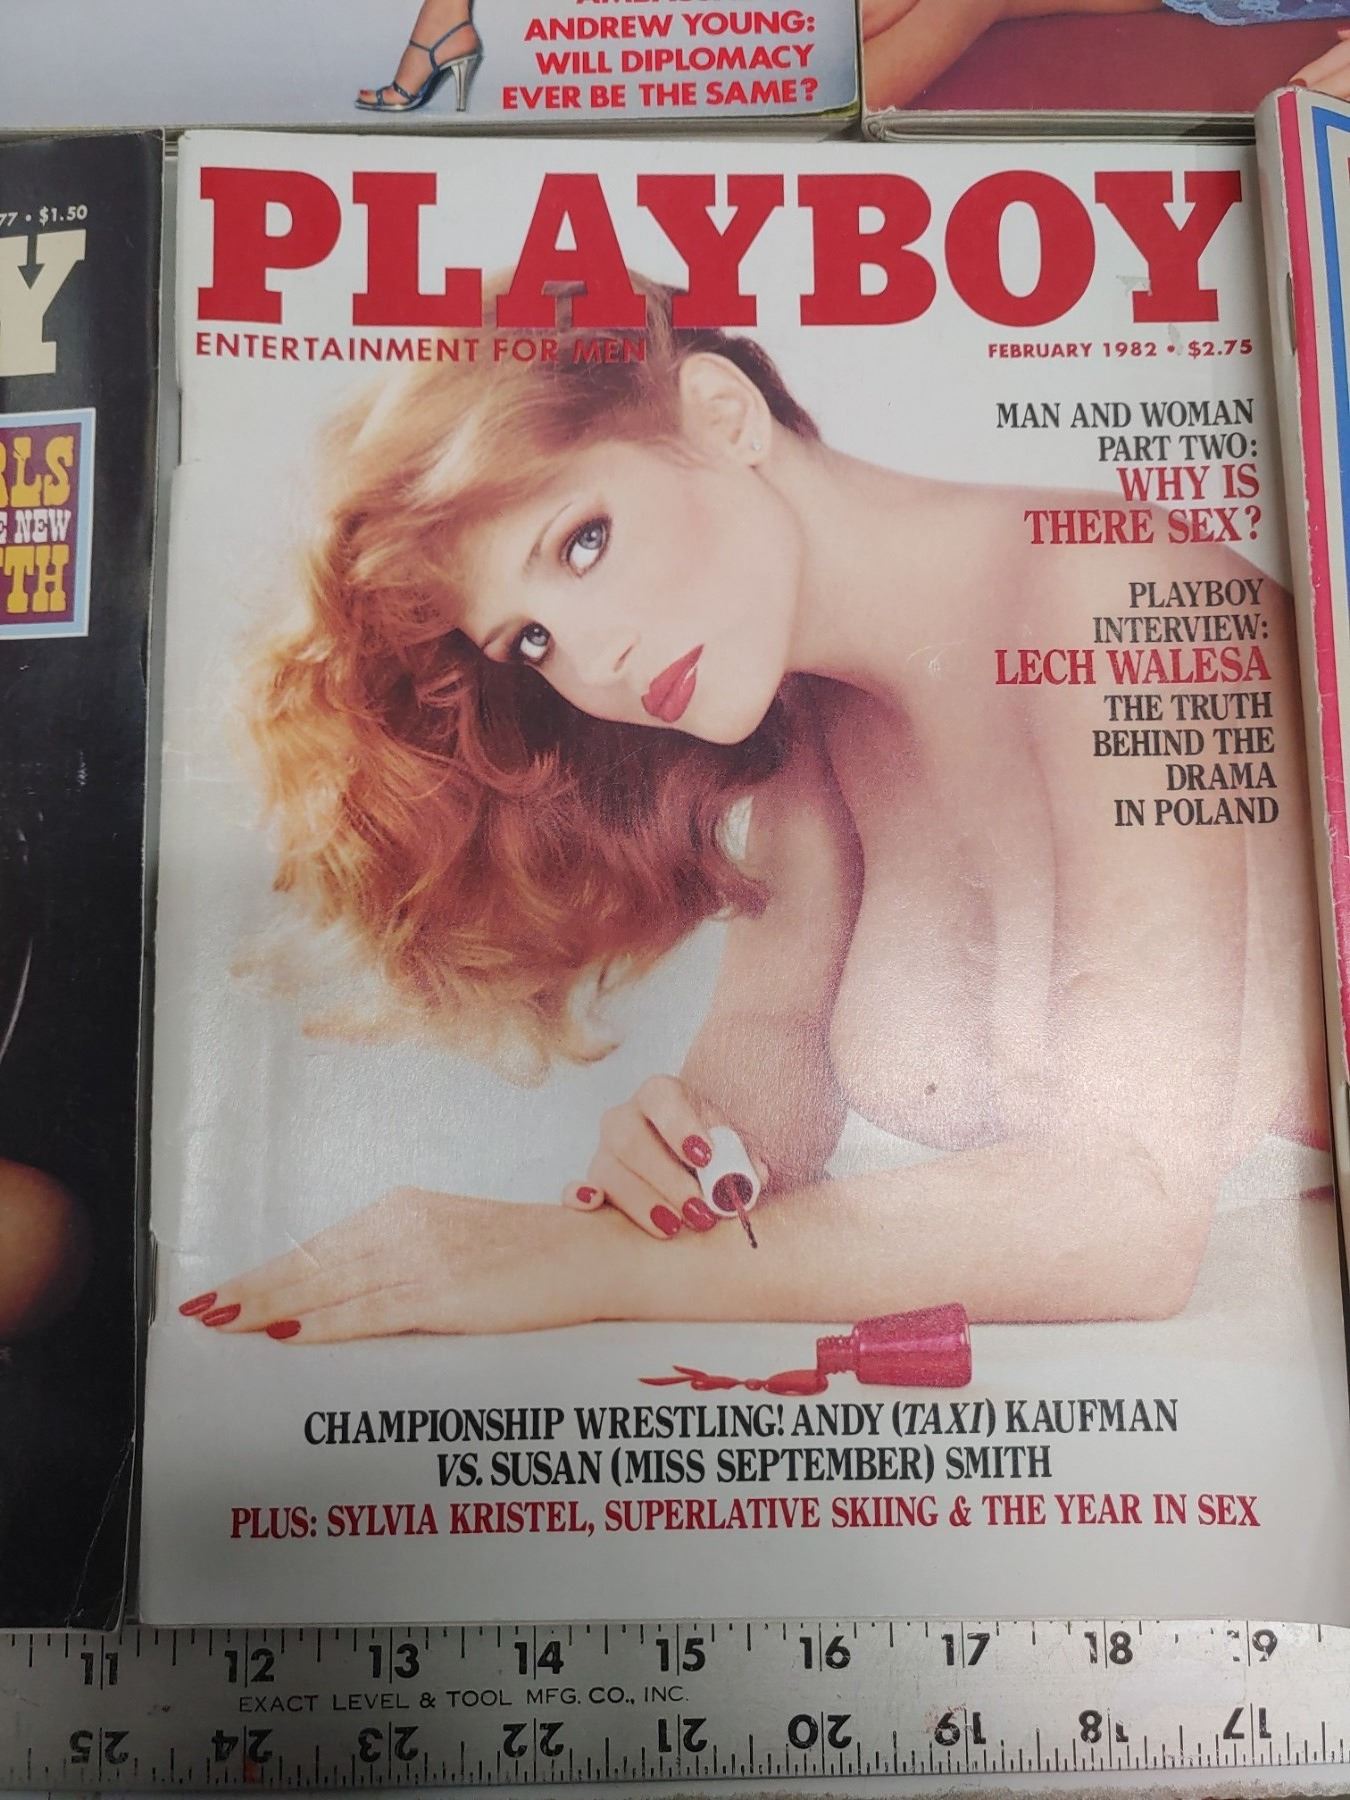 ANDREW YOUNG:
WILL DIPLOMACY
EVER BE THE SAME?
77 • $1.50
Y
RLS
E NEW
TH
PLAYBOY
ENTERTAINMENT FOR MEN
FEBRUARY 1982 • $2.75
MAN AND WOMAN
PART TWO:
WHY IS
THERE SEX?
PLAYBOY
INTERVIEW:
LECH WALESA
THE TRUTH
BEHIND THE
DRAMA
IN POLAND
CHAMPIONSHIP WRESTLING! ANDY (TAXI) KAUFMAN
VS. SUSAN (MISS SEPTEMBER) SMITH
PLUS: SYLVIA KRISTEL, SUPERLATIVE SKIING & THE YEAR IN SEX
11 12 13 14 15 16 17 18 19
EXACT LEVEL & TOOL MFG. CO., INC.
25 24 23 22 21 20 19 18 17